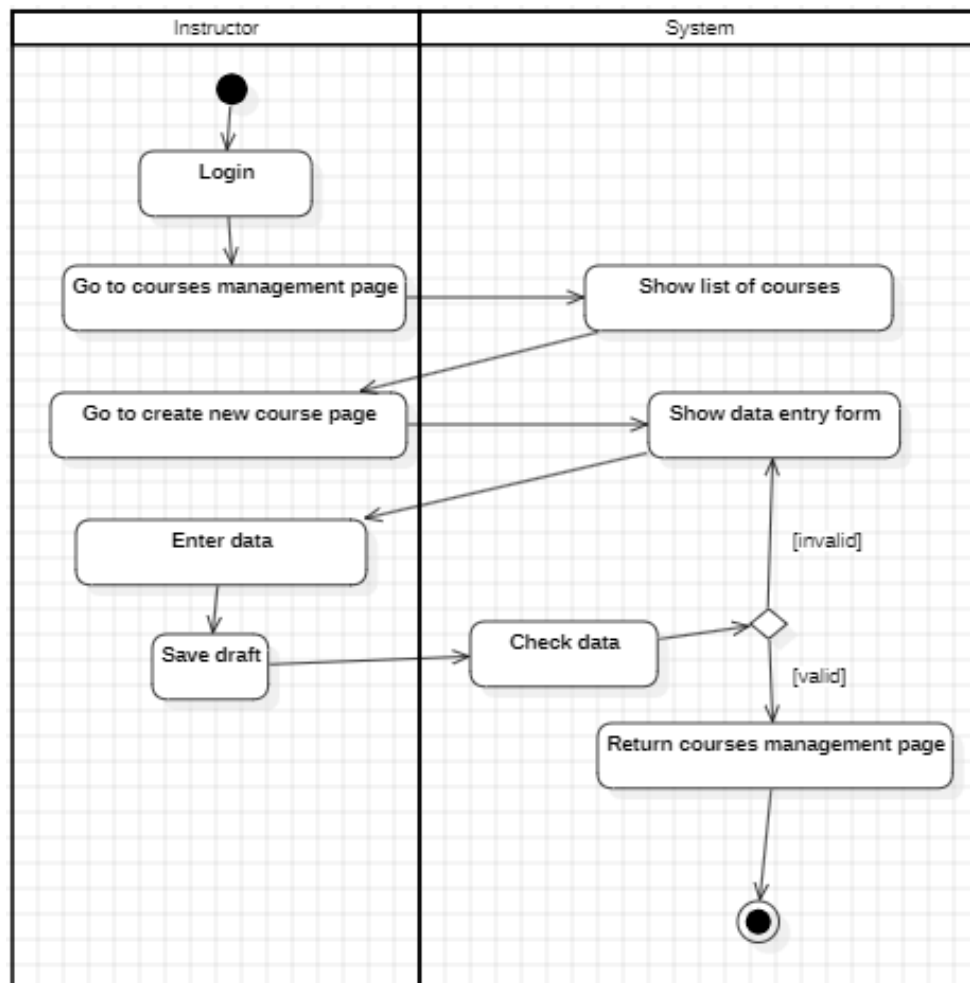 Instructor
System
Login
Go to courses management page
Show list of courses
Go to create new course page
Show data entry form
Enter data
[invalid]
Save draft
Check data
[valid]
Return courses management page